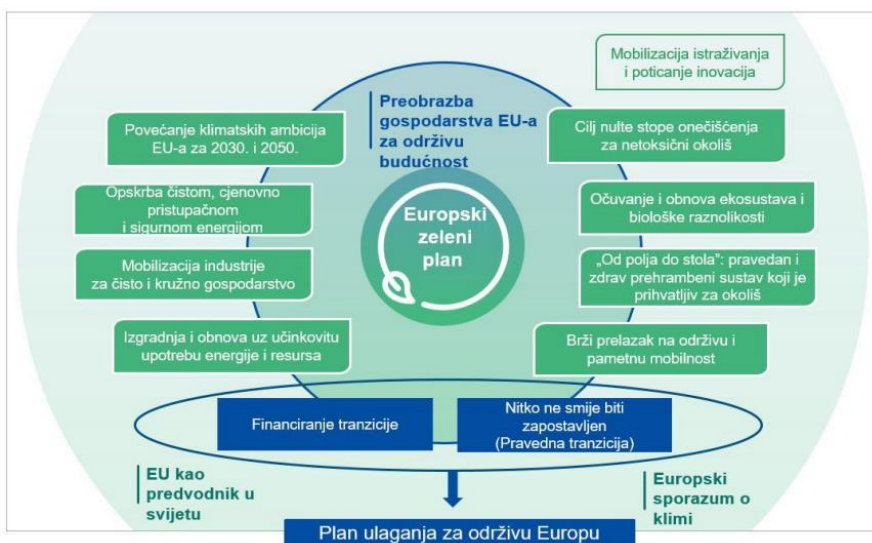 Mobilizacija istraživanja
i poticanje inovacija
Preobrazba
gospodarstva EU-a
za održivu
budućnost
Povećanje klimatskih ambicija
EU-a za 2030. i 2050.
Cilj nulte stope onečišćenja
za netoksični okoliš
Opskrba čistom, cjenovno
pristupačnom
i sigurnom energijom
Europski
zeleni
plan
Očuvanje i obnova ekosustava i
biološke raznolikosti
Mobilizacija industrije
za čisto i kružno gospodarstvo
„Od polja do stola”: pravedan i
zdrav prehrambeni sustav koji je
prihvatljiv za okoliš
Izgradnja i obnova uz učinkovitu
upotrebu energije i resursa
Brži prelazak na održivu i
pametnu mobilnost
Financiranje tranzicije
Nitko ne smije biti
zapostavljen
(Pravedna tranzicija)
EU kao
predvodnik u
svijetu
Europski
sporazum o
klimi
Plan ulaganja za održivu Europu